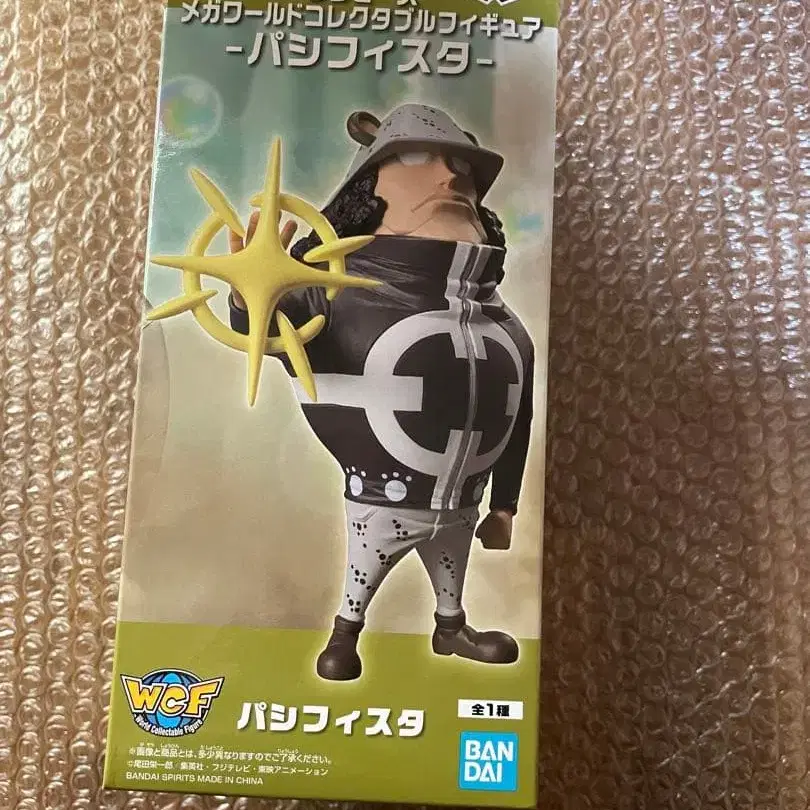 メガワールドコレクタブルフィギュア
-パシフィスタ-
WCF
World Collectable Figure
パシフィスタ
全1種
※画像と商品とは、多少異なりますのでご了承ください。
©尾田栄一郎／集英社・フジテレビ・東映アニメーション
BANDAI SPIRITS MADE IN CHINA
BAN
DAI